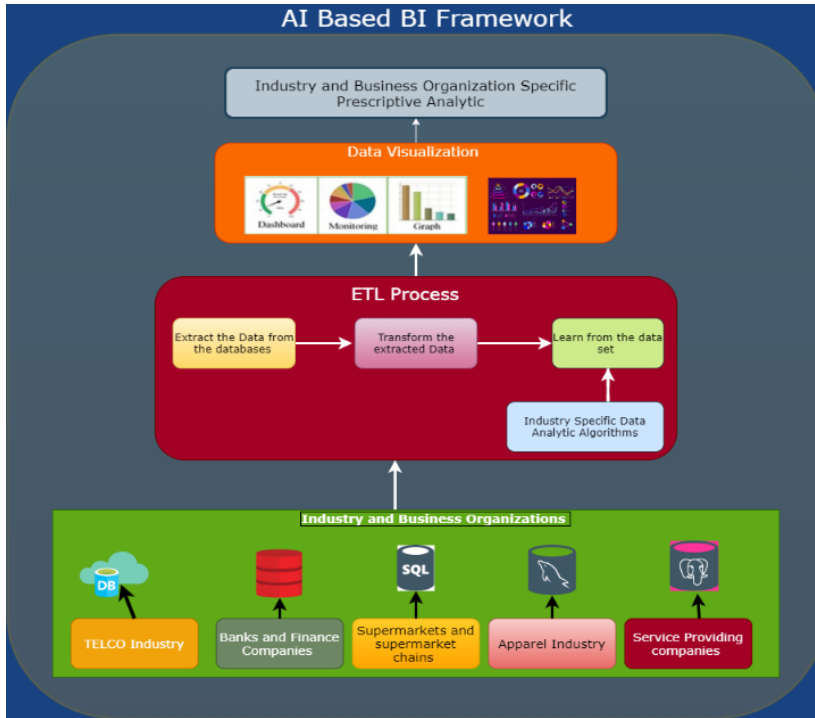 AI Based BI Framework
Industry and Business Organization Specific
Prescriptive Analytic
Data Visualization
Dashboard
Monitoring
Graph
ETL Process
Extract the Data from
the databases
Transform the
extracted Data
Learn from the data
set
Industry Specific Data
Analytic Algorithms
Industry and Business Organizations
DB
SQL
TELCO Industry
Banks and Finance
Companies
Supermarkets and
supermarket
chains
Apparel Industry
Service Providing
companies